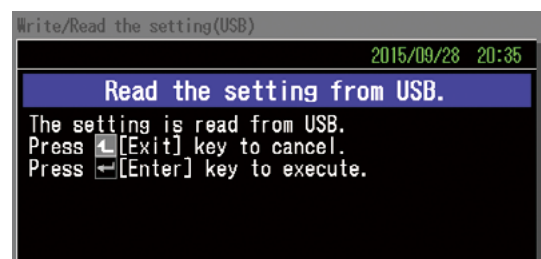 Write/Read the setting(USB)
2015/09/28 20:35
Read the setting from USB.
The setting is read from USB.
Press [Exit] key to cancel.
Press [Enter] key to execute.